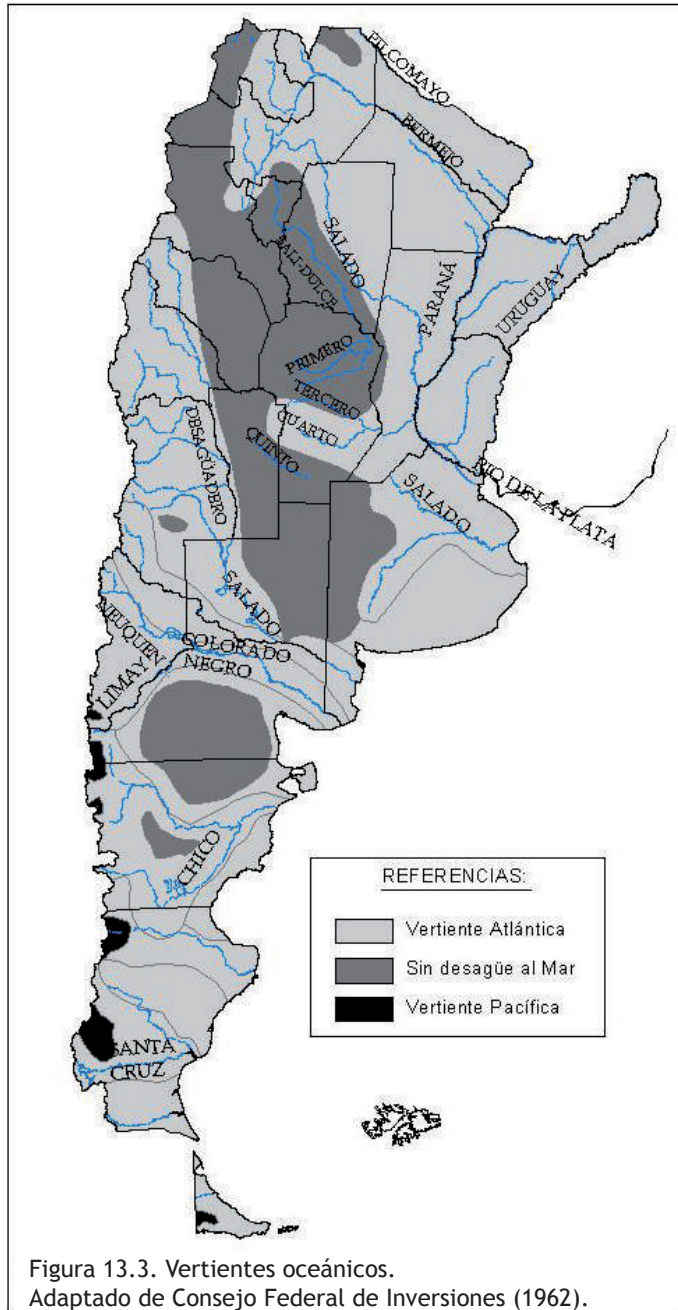 PILCOMAYO
BERMEJO
SALADO
SALI-DULCE
PARANÁ
URUGUAY
PRIMERO
TERCERO
CUARTO
QUINTO
DESAGÜADERO
RIO DE LA PLATA
SALADO
SALADO
COLORADO
NEUQUEN
NEGRO
LIMAY
CHICO
REFERENCIAS:
Vertiente Atlántica
Sin desagüe al Mar
Vertiente Pacífica
SANTA
CRUZ
Figura 13.3. Vertientes oceánicos.
Adaptado de Consejo Federal de Inversiones (1962).